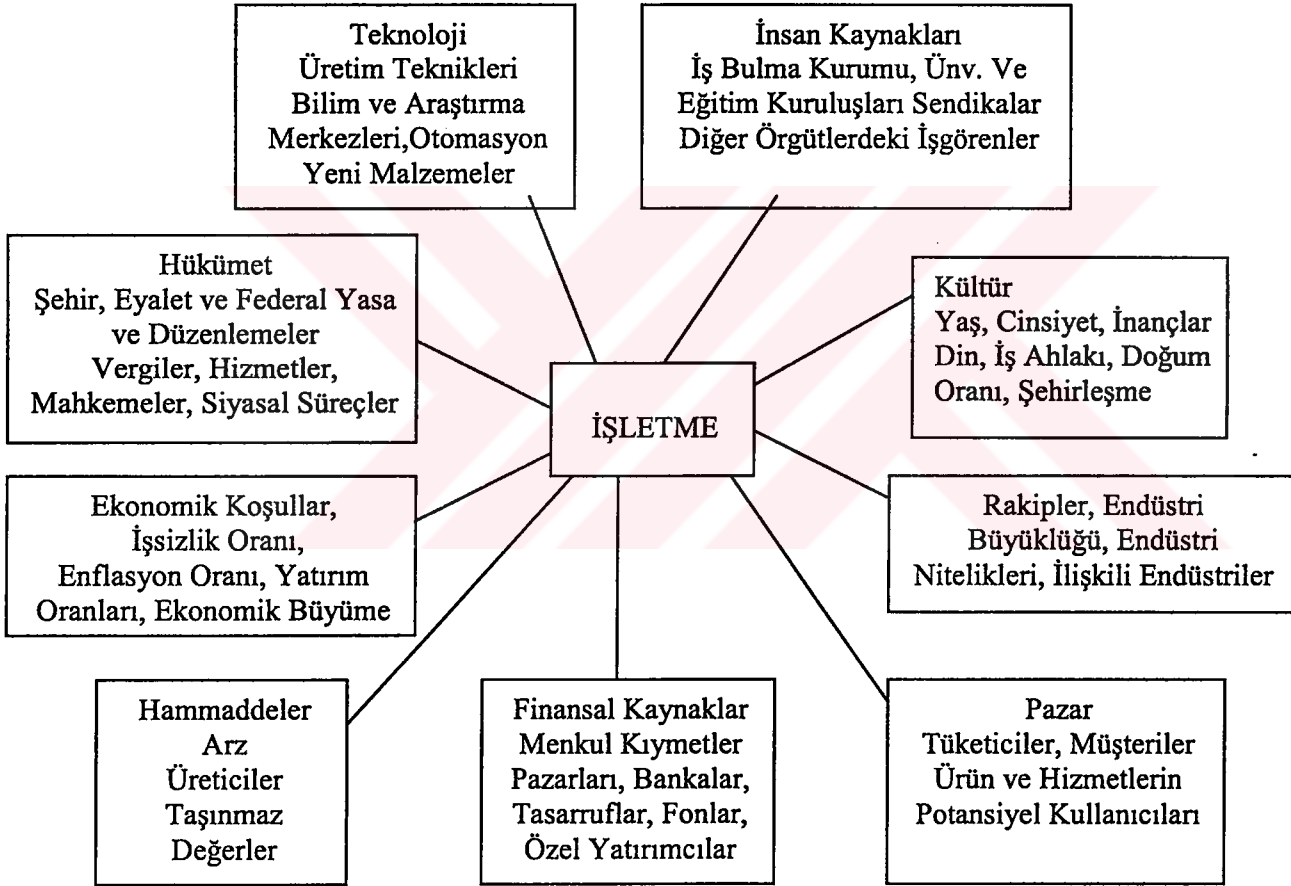 Teknoloji
Üretim Teknikleri
Bilim ve Araştırma
Merkezleri,Otomasyon
Yeni Malzemeler
İnsan Kaynakları
İş Bulma Kurumu, Ünv. Ve
Eğitim Kuruluşları Sendikalar
Diğer Örgütlerdeki İşgörenler
Hükümet
Şehir, Eyalet ve Federal Yasa
ve Düzenlemeler
Vergiler, Hizmetler,
Mahkemeler, Siyasal Süreçler
Kültür
Yaş, Cinsiyet, İnançlar
Din, İş Ahlakı, Doğum
Oranı, Şehirleşme
İŞLETME
Ekonomik Koşullar,
İşsizlik Oranı,
Enflasyon Oranı, Yatırım
Oranları, Ekonomik Büyüme
Rakipler, Endüstri
Büyüklüğü, Endüstri
Nitelikleri, İlişkili Endüstriler
Hammaddeler
Arz
Üreticiler
Taşınmaz
Değerler
Finansal Kaynaklar
Menkul Kıymetler
Pazarları, Bankalar,
Tasarruflar, Fonlar,
Özel Yatırımcılar
Pazar
Tüketiciler, Müşteriler
Ürün ve Hizmetlerin
Potansiyel Kullanıcıları